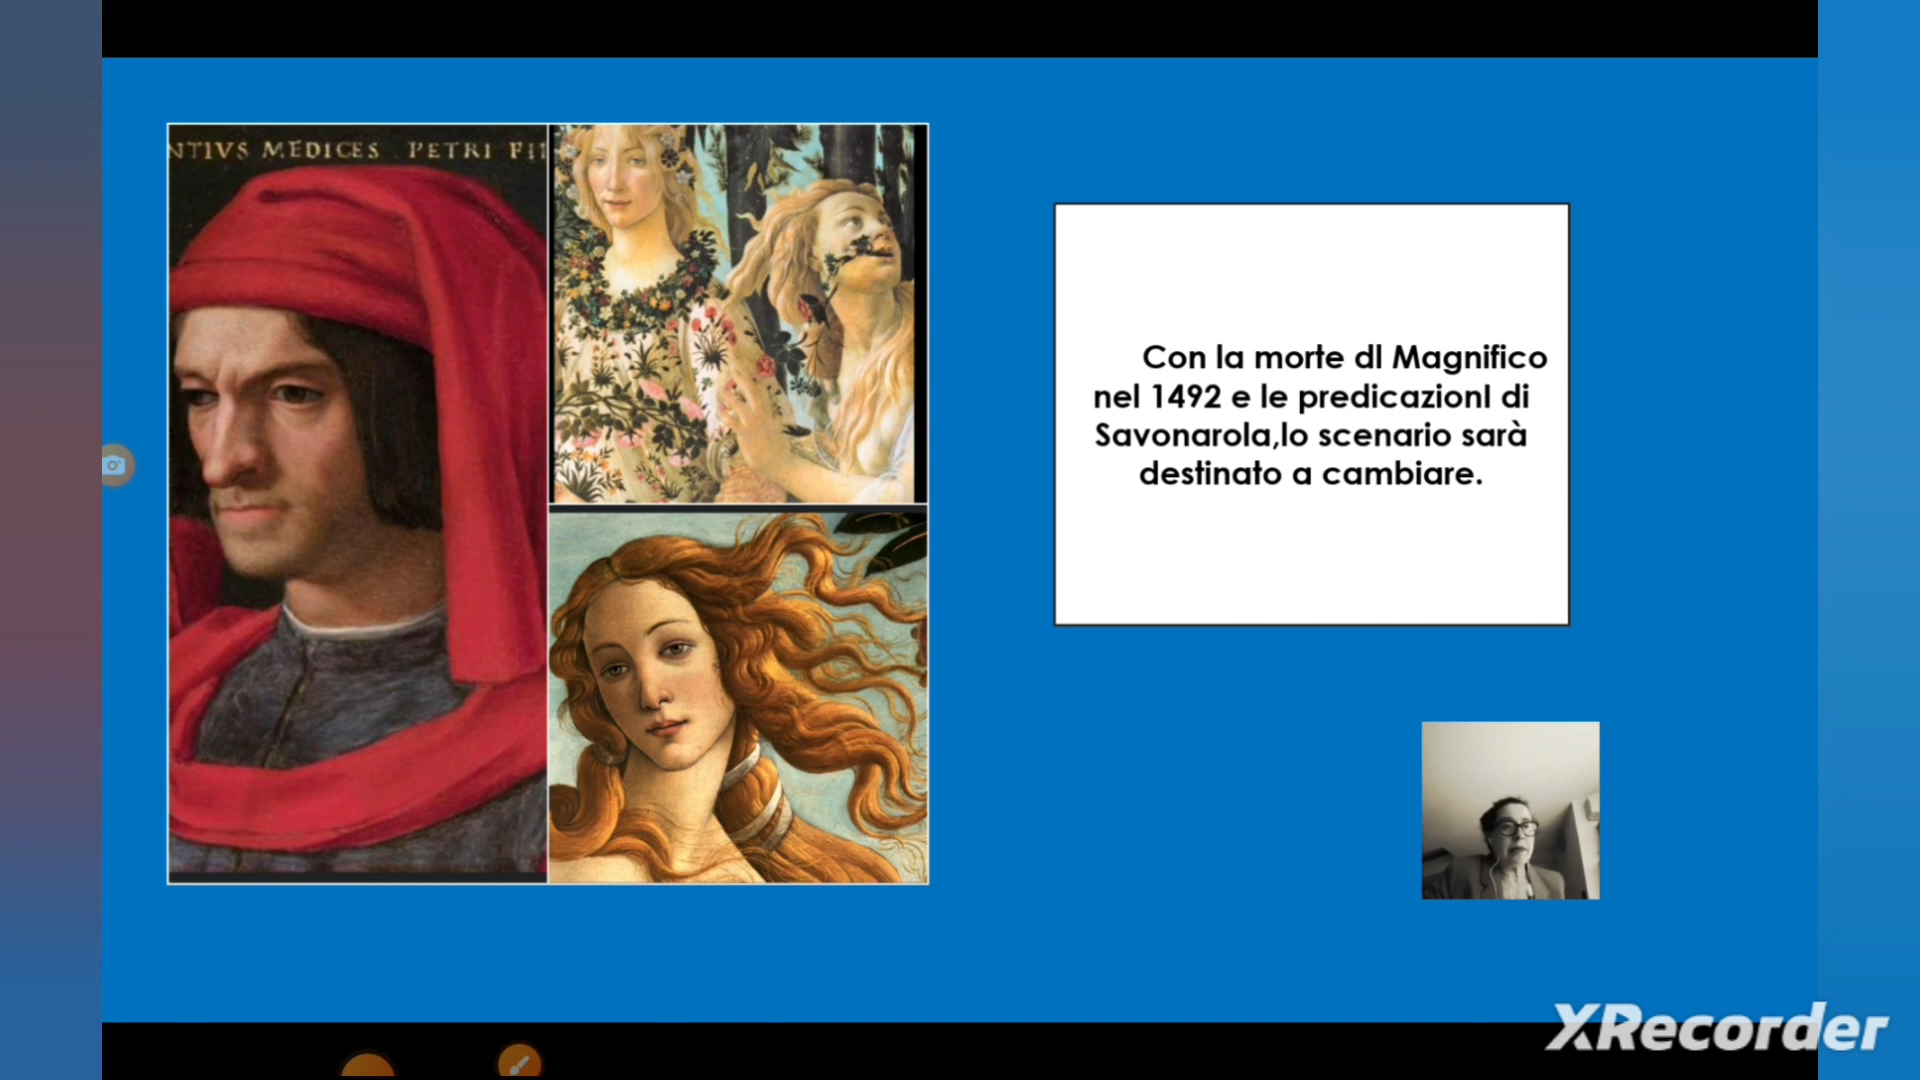 NTIVS MEDICES PETRI FI
Con la morte dl Magnifico
nel 1492 e le predicazionI di
Savonarola,lo scenario sarà
destinato a cambiare.
XRecorder